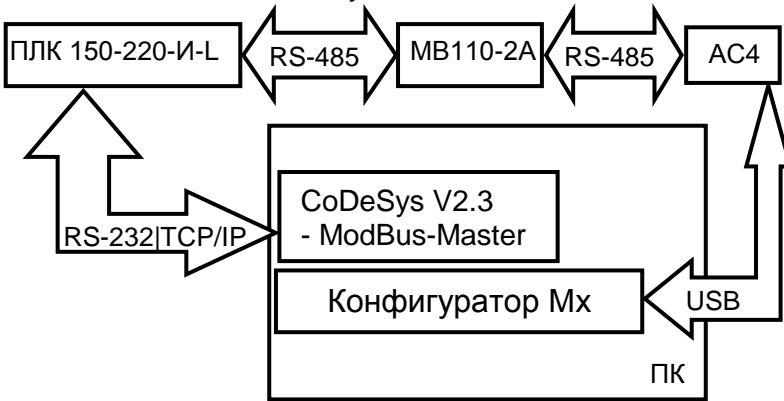 ПЛК 150-220-И-L
RS-485
МВ110-2А
RS-485
АС4
CoDeSys V2.3
- ModBus-Master
RS-232|TCP/IP
Конфигуратор Мх
USB
ПК